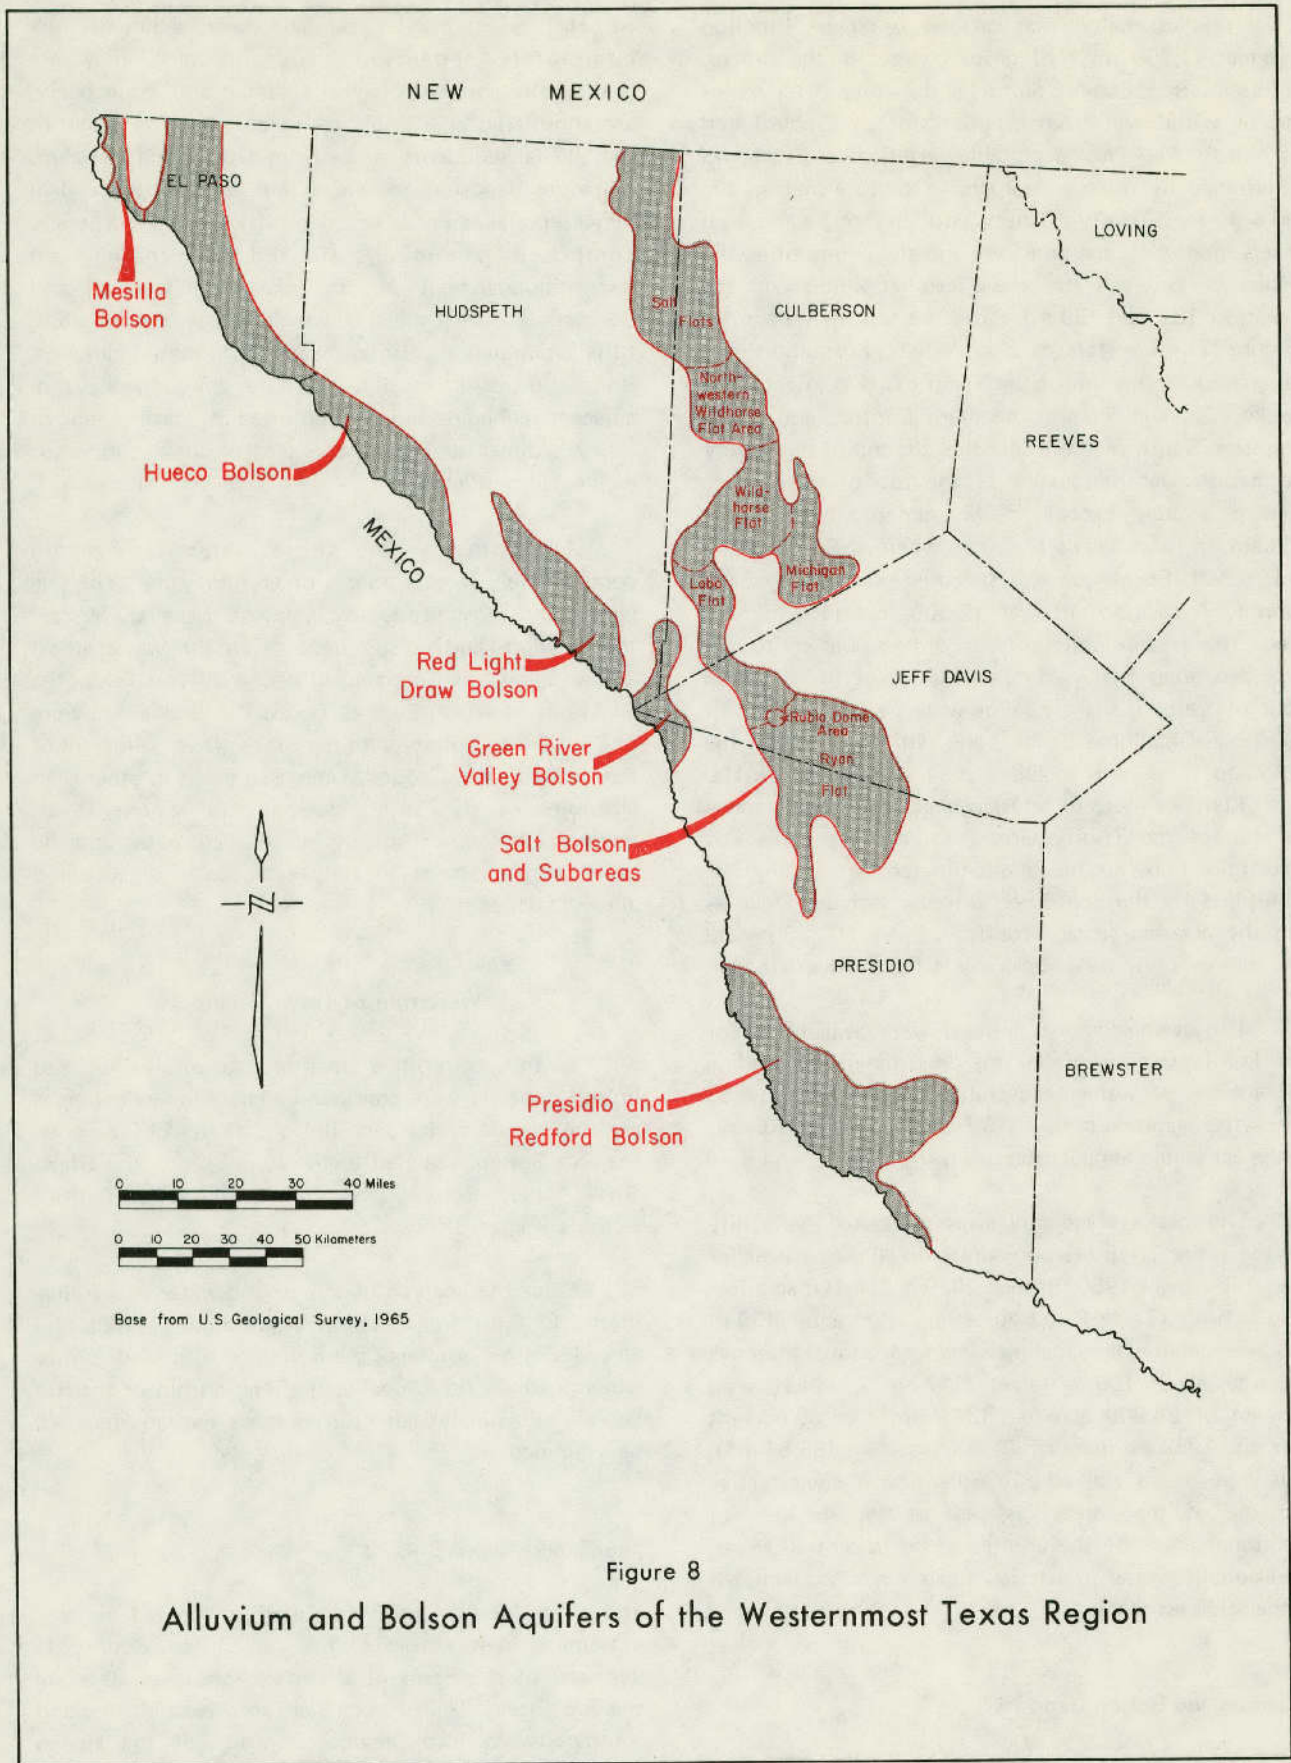 NEW MEXICO
EL PASO
LOVING
Mesilla
Bolson
HUDSPETH
Salt
Flats
CULBERSON
North-
western
Wildhorse
Flat Area
REEVES
Hueco Bolson
Wild-
horse
Flat
MEXICO
Michigan
Flat
Lobo
Flat
Red Light
Draw Bolson
JEFF DAVIS
Rubio Dome
Area
Green River
Valley Bolson
Ryan
Flat
Salt Bolson
and Subareas
N
PRESIDIO
BREWSTER
Presidio and
Redford Bolson
0 10 20 30 40 Miles
0 10 20 30 40 50 Kilometers
Base from U.S. Geological Survey, 1965
Figure 8
Alluvium and Bolson Aquifers of the Westernmost Texas Region